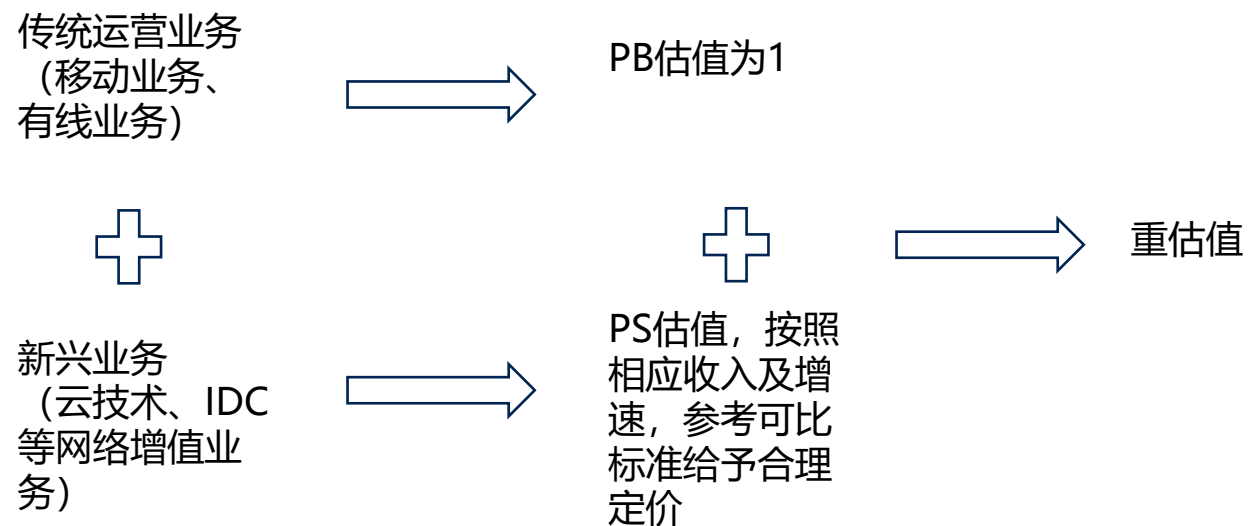 传统运营业务
（移动业务、
有线业务）
PB估值为1
重估值
新兴业务
（云技术、IDC
等网络增值业
务）
PS估值，按照
相应收入及增
速，参考可比
标准给予合理
定价